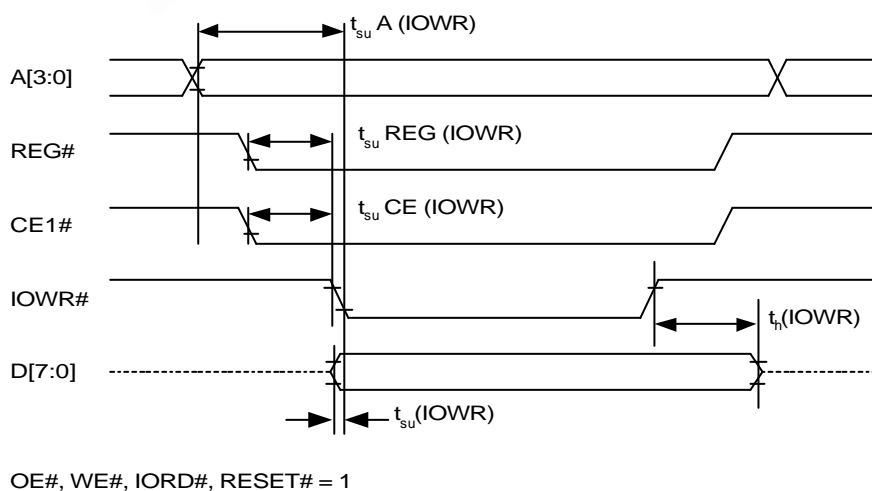 t_su A (IOWR)
A[3:0]
t_su REG (IOWR)
REG#
t_su CE (IOWR)
CE1#
IOWR#
t_h(IOWR)
D[7:0]
t_su(IOWR)
OE#, WE#, IORD#, RESET# = 1